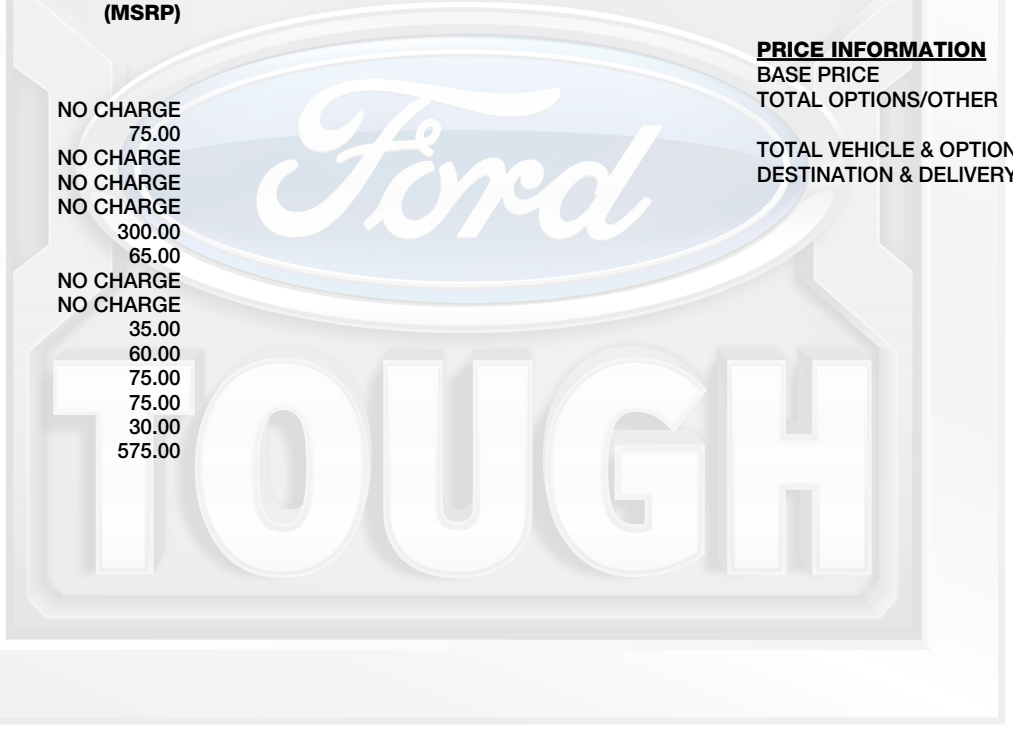 (MSRP)
NO CHARGE
75.00
NO CHARGE
NO CHARGE
NO CHARGE
300.00
65.00
NO CHARGE
NO CHARGE
35.00
60.00
75.00
75.00
30.00
575.00
PRICE INFORMATION
BASE PRICE
TOTAL OPTIONS/OTHER
TOTAL VEHICLE & OPTION
DESTINATION & DELIVERY
Ford
TOUGH